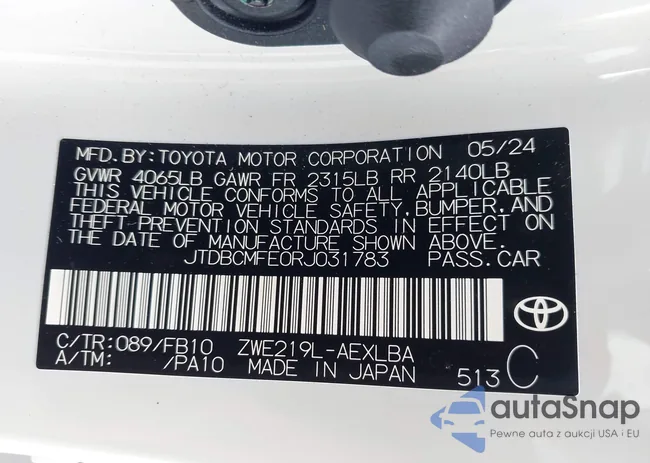 MFD. BY: TOYOTA MOTOR CORPORATION 05/24
GVWR 4065LB GAWR FR 2315LB RR 2140LB
THIS VEHICLE CONFORMS TO ALL APPLICABLE
FEDERAL MOTOR VEHICLE SAFETY, BUMPER, AND
THEFT PREVENTION STANDARDS IN EFFECT ON
THE DATE OF MANUFACTURE SHOWN ABOVE.
JTDBCMFE0RJ031783 PASS. CAR
C/TR: 089/FB10 ZWE219L-AEXLBA
A/TM: /PA10 MADE IN JAPAN 513 C
autaSnap
Pewne auta z aukcji USA i EU